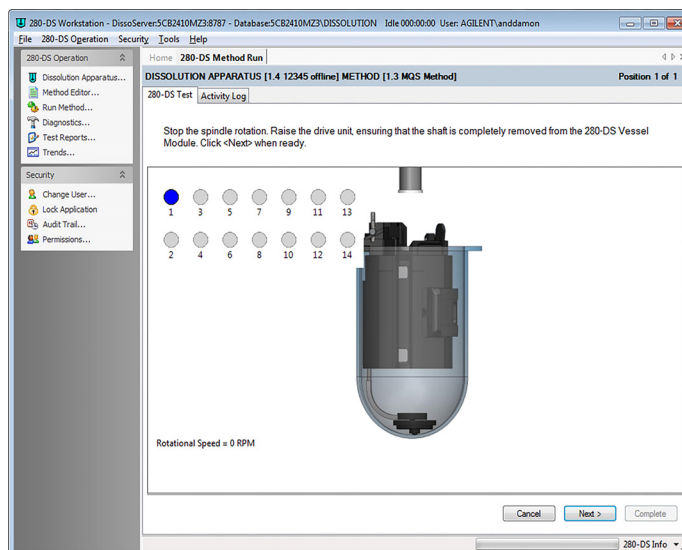 280-DS Workstation - DissoServer:5CB2410MZ3:8787 - Database:5CB2410MZ3\DISSOLUTION Idle 000:00:00 User: AGILENT\anddamon
File 280-DS Operation Security Tools Help
280-DS Operation
Dissolution Apparatus...
Method Editor...
Run Method...
Diagnostics...
Test Reports...
Trends...
Security
Change User...
Lock Application
Audit Trail...
Permissions...
Home 280-DS Method Run
DISSOLUTION APPARATUS [1.4 12345 offline] METHOD [1.3 MQS Method] Position 1 of 1
280-DS Test Activity Log
Stop the spindle rotation. Raise the drive unit, ensuring that the shaft is completely removed from the 280-DS Vessel
Module. Click <Next> when ready.
1 3 5 7 9 11 13
2 4 6 8 10 12 14
Rotational Speed = 0 RPM
Cancel Next > Complete
280-DS Info